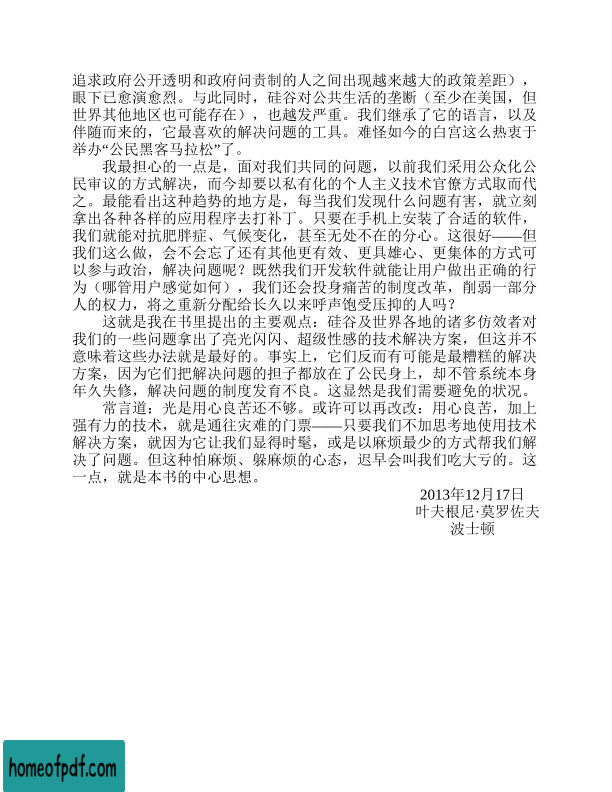 追求政府公开透明和政府问责制的人之间出现越来越大的政策差距），
眼下已愈演愈烈。与此同时，硅谷对公共生活的垄断（至少在美国，但
世界其他地区也可能存在），也越发严重。我们继承了它的语言，以及
伴随而来的，它最喜欢的解决问题的工具。难怪如今的白宫这么热衷于
举办“公民黑客马拉松”了。
我最担心的一点是，面对我们共同的问题，以前我们采用公众化公
民审议的方式解决，而今却要以私有化的个人主义技术官僚方式取而代
之。最能看出这种趋势的地方是，每当我们发现什么问题有害，就立刻
拿出各种各样的应用程序去打补丁。只要在手机上安装了合适的软件，
我们就能对抗肥胖症、气候变化，甚至无处不在的分心。这很好——但
我们这么做，会不会忘了还有其他更有效、更具雄心、更集体的方式可
以参与政治，解决问题呢？既然我们开发软件就能让用户做出正确的行
为（哪管用户感觉如何），我们还会投身痛苦的制度改革，削弱一部分
人的权力，将之重新分配给长久以来呼声饱受压抑的人吗？
这就是我在书里提出的主要观点：硅谷及世界各地的诸多仿效者对
我们的一些问题拿出了亮光闪闪、超级性感的技术解决方案，但这并不
意味着这些办法就是最好的。事实上，它们反而有可能是最糟糕的解决
方案，因为它们把解决问题的担子都放在了公民身上，却不管系统本身
年久失修，解决问题的制度发育不良。这显然是我们需要避免的状况。
常言道：光是用心良苦还不够。或许可以再改改：用心良苦，加上
强有力的技术，就是通往灾难的门票——只要我们不加思考地使用技术
解决方案，就因为它让我们显得时髦，或是以麻烦最少的方式帮我们解
决了问题。但这种怕麻烦、躲麻烦的心态，迟早会叫我们吃大亏的。这
一点，就是本书的中心思想。
2013年12月17日
叶夫根尼·莫罗佐夫
波士顿
homeofpdf.com